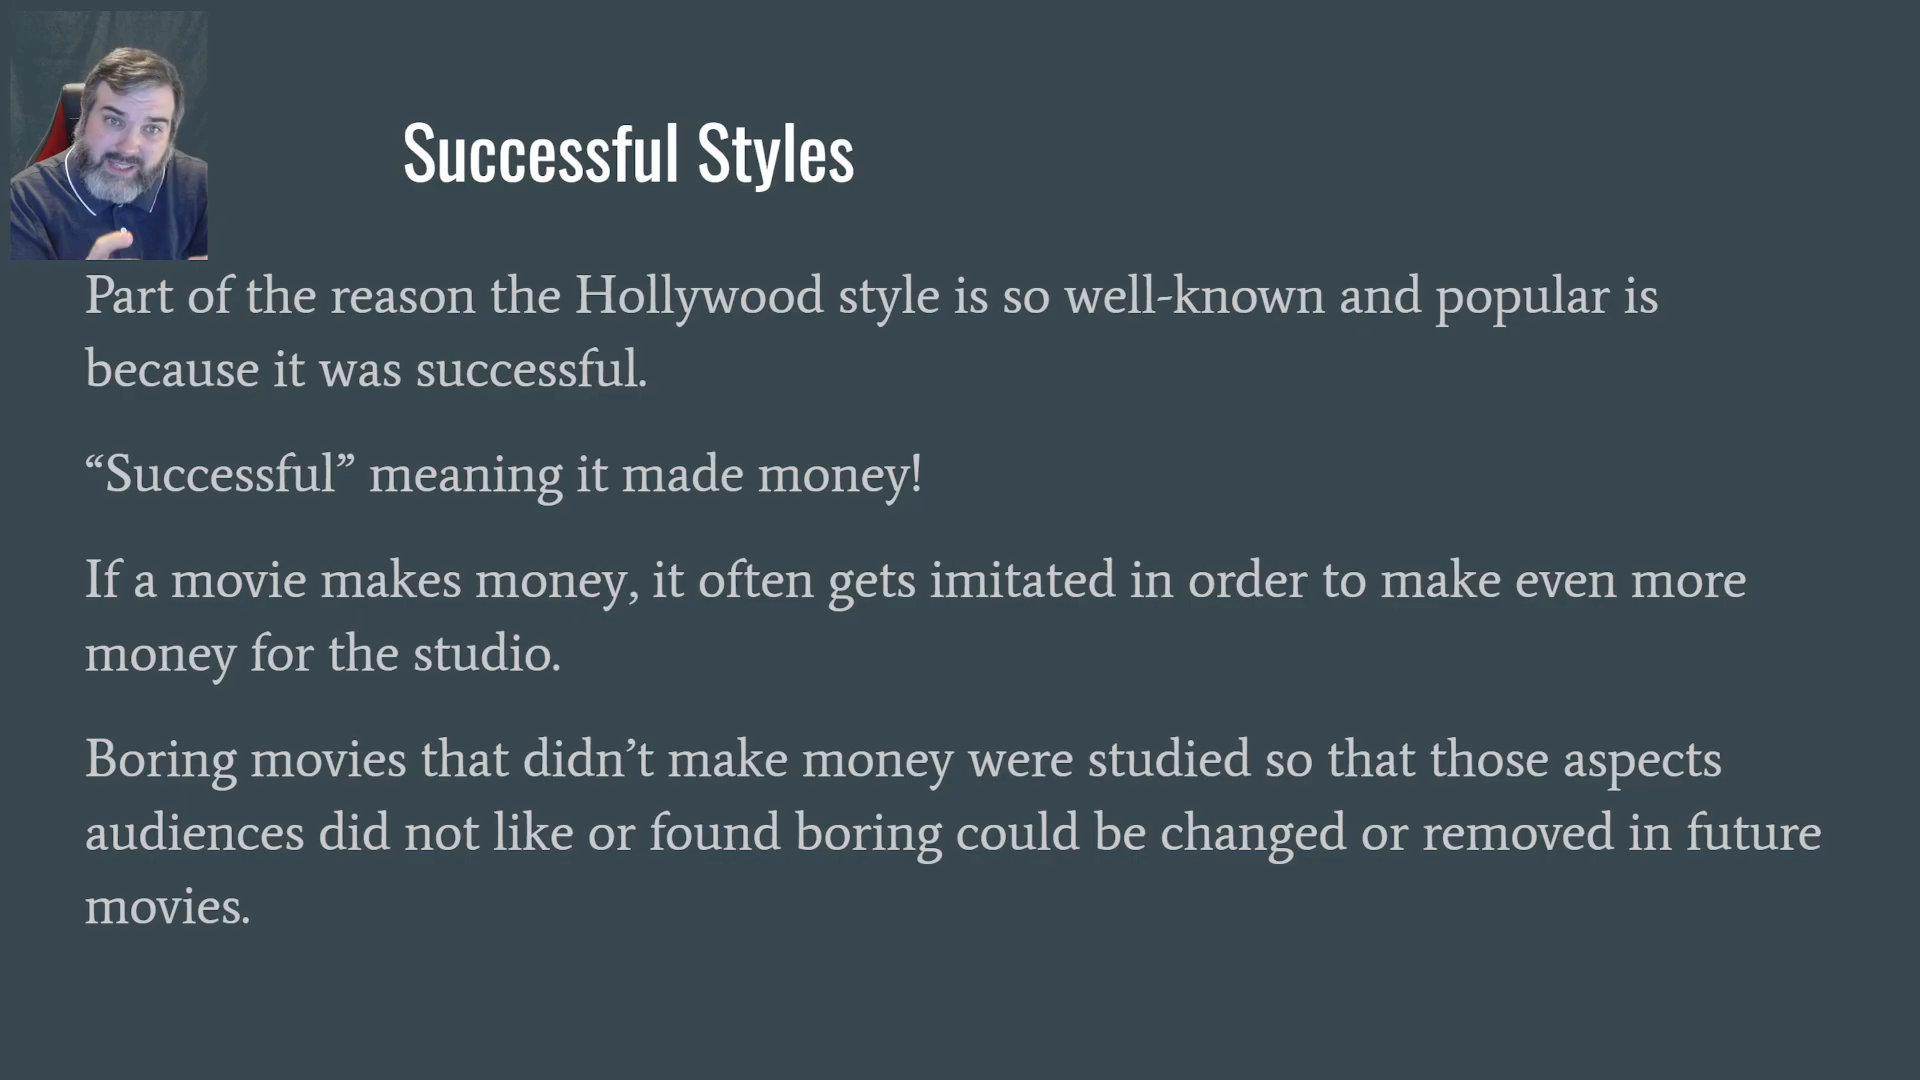 Successful Styles
Part of the reason the Hollywood style is so well-known and popular is
because it was successful.
“Successful” meaning it made money!
If a movie makes money, it often gets imitated in order to make even more
money for the studio.
Boring movies that didn’t make money were studied so that those aspects
audiences did not like or found boring could be changed or removed in future
movies.